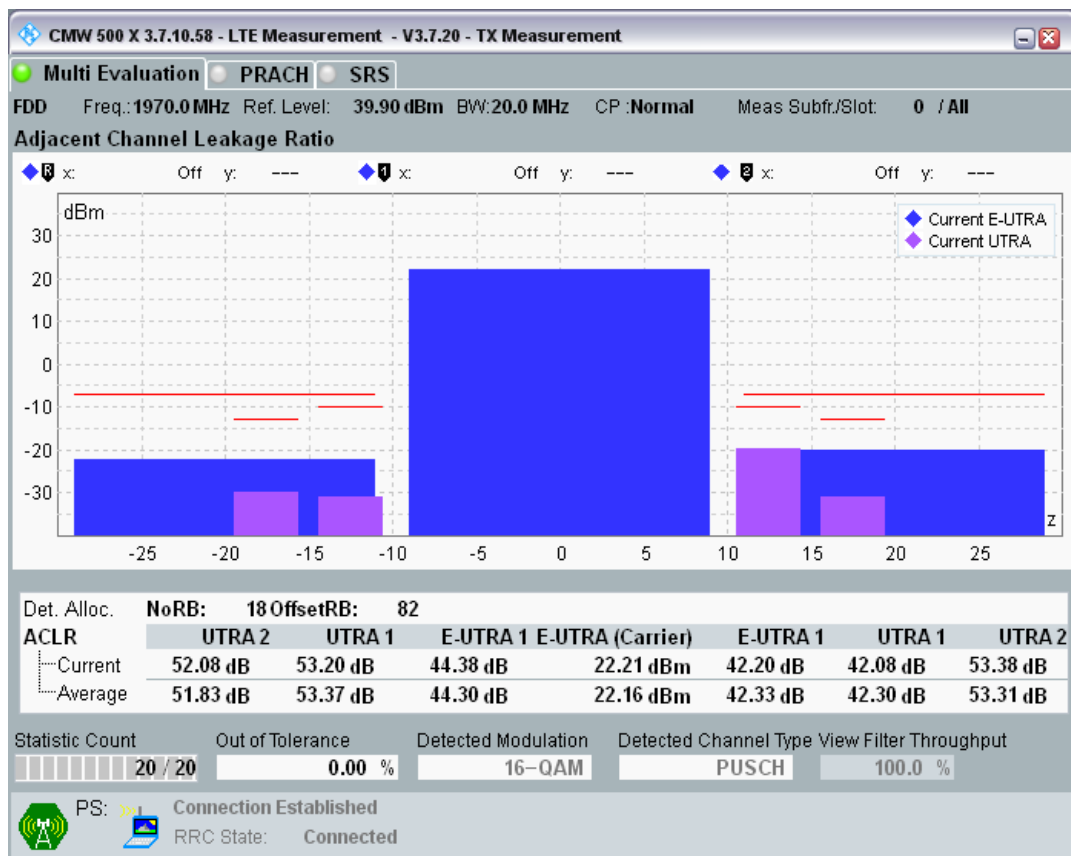 CMW 500 X 3.7.10.58 - LTE Measurement - V3.7.20 - TX Measurement
Multi Evaluation PRACH SRS
FDD Freq.:1970.0 MHz Ref. Level: 39.90 dBm BW:20.0 MHz CP :Normal Meas Subfr./Slot: 0 / All
Adjacent Channel Leakage Ratio
R x: Off y: --- 1 x: Off y: --- 2 x: Off y: ---
dBm
Current E-UTRA
Current UTRA
30
20
10
0
-10
-20
-30
z
-25 -20 -15 -10 -5 0 5 10 15 20 25
Det. Alloc. NoRB: 18 OffsetRB: 82
ACLR UTRA 2 UTRA 1 E-UTRA 1 E-UTRA (Carrier) E-UTRA 1 UTRA 1 UTRA 2
Current 52.08 dB 53.20 dB 44.38 dB 22.21 dBm 42.20 dB 42.08 dB 53.38 dB
Average 51.83 dB 53.37 dB 44.30 dB 22.16 dBm 42.33 dB 42.30 dB 53.31 dB
Statistic Count Out of Tolerance Detected Modulation Detected Channel Type View Filter Throughput
20 / 20 0.00 % 16-QAM PUSCH 100.0 %
PS: Connection Established
RRC State: Connected